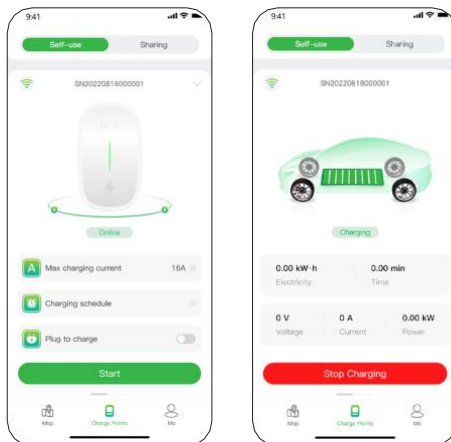 9:41
Self-use Sharing
SN20220816000001
Online
A Max charging current 16A
Charging schedule
Plug to charge
Start
Map Charge Points Me
9:41
Self-use Sharing
SN20220816000001
Charging
0.00 kW·h 0.00 min
Electricity Time
0 V 0 A 0.00 kW
Voltage Current Power
Stop Charging
Map Charge Points Me